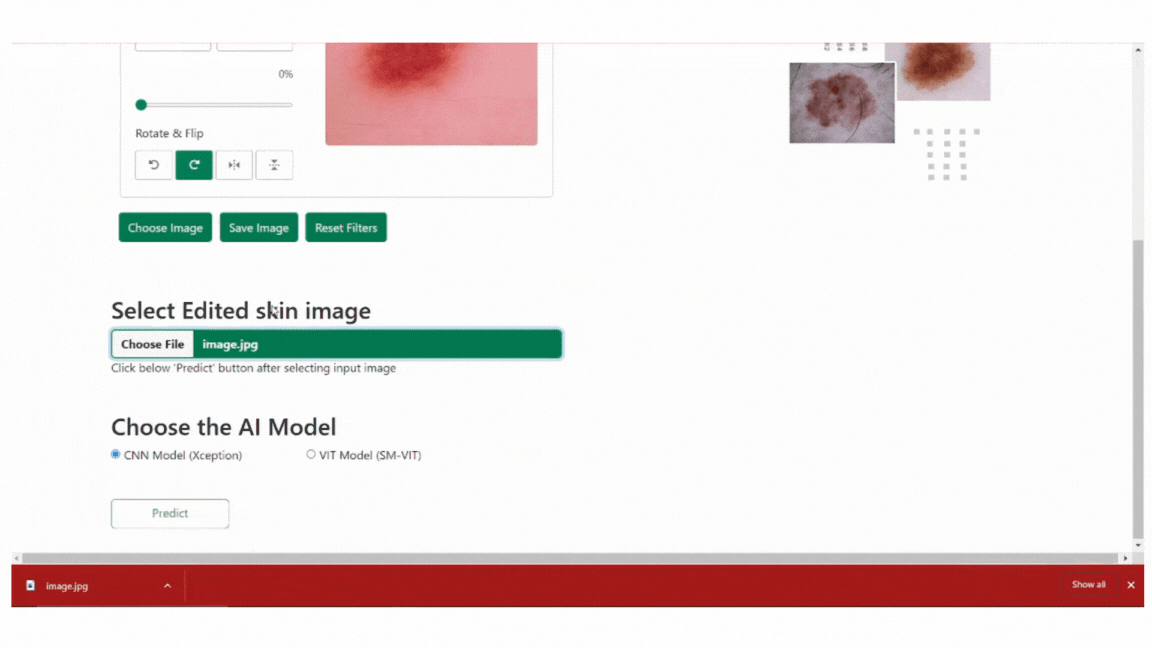 0%
Rotate & Flip
Choose Image Save Image Reset Filters
Select Edited skin image
Choose File image.jpg
Click below 'Predict' button after selecting input image
Choose the AI Model
CNN Model (Xception) VIT Model (SM-VIT)
Predict
image.jpg Show all